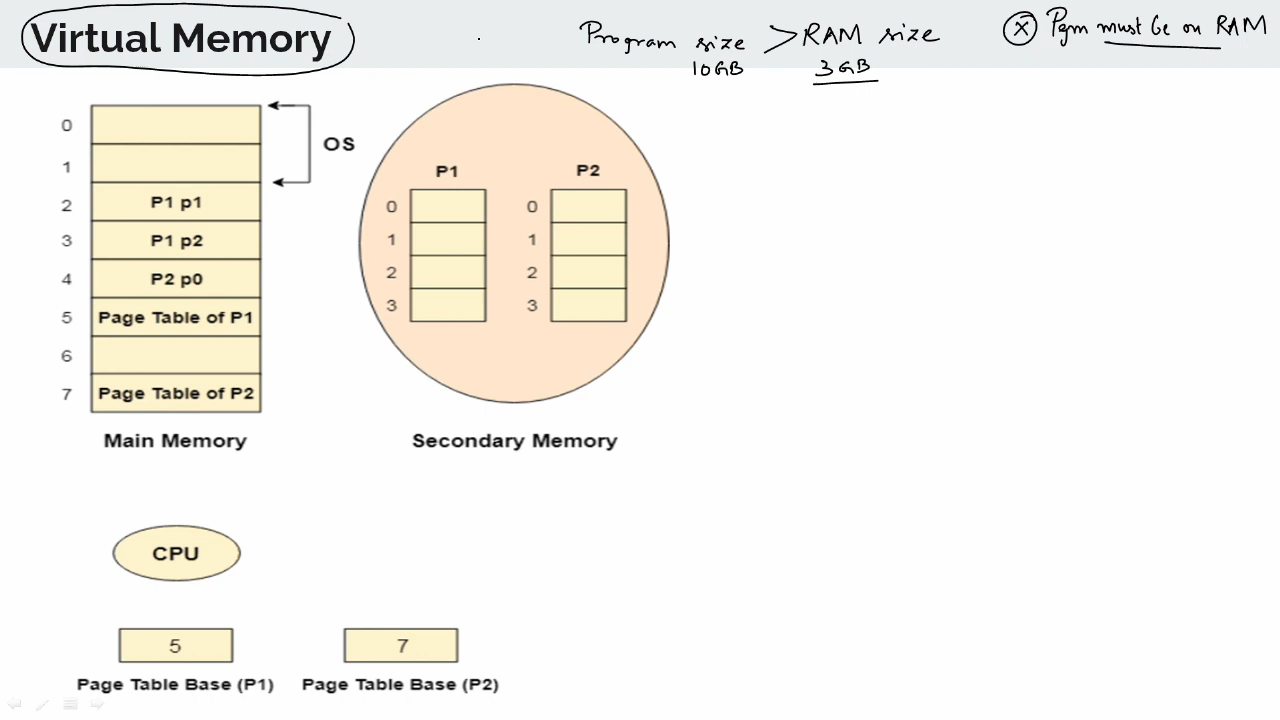 Virtual Memory
Program size > RAM size
10GB 3GB
ⓧ Pgm must be on RAM
0
1
OS
2 P1 p1
3 P1 p2
4 P2 p0
5 Page Table of P1
6
7 Page Table of P2
Main Memory
P1 P2
0 0
1 1
2 2
3 3
Secondary Memory
CPU
5 7
Page Table Base (P1) Page Table Base (P2)